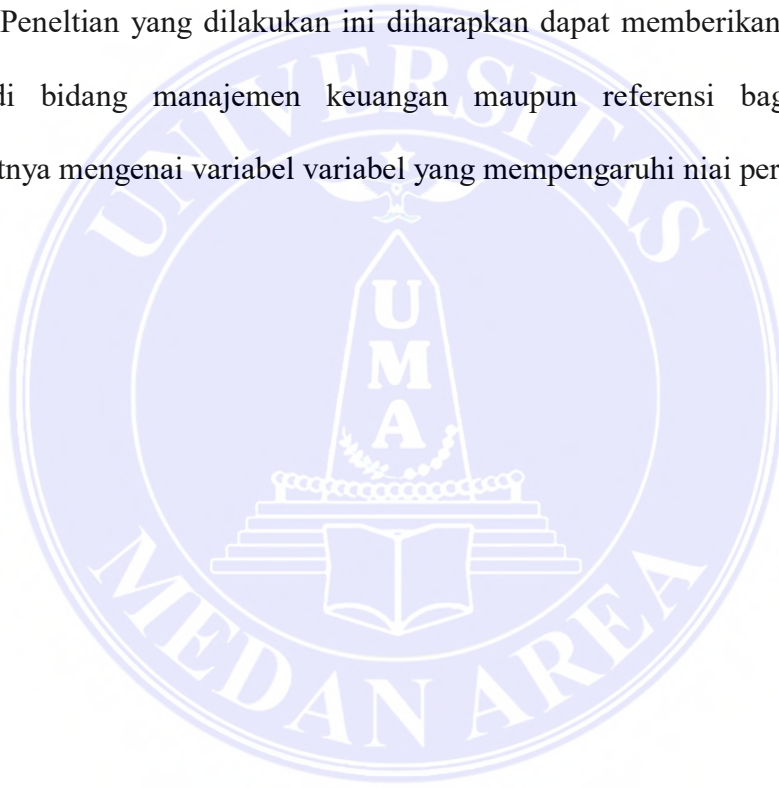 Peneltian yang dilakukan ini diharapkan dapat memberikan
di bidang manajemen keuangan maupun referensi bag
tnya mengenai variabel variabel yang mempengaruhi niai per
UNIVERSITAS
UMA
MEDAN AREA